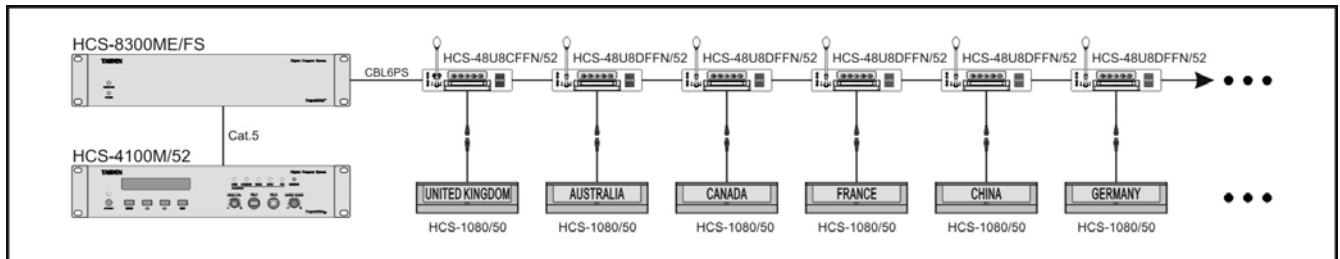 HCS-8300ME/FS
TAIDEN
CBL6PS
HCS-48U8CFFN/52
HCS-48U8DFFN/52
HCS-48U8DFFN/52
HCS-48U8DFFN/52
HCS-48U8DFFN/52
HCS-48U8DFFN/52
Cat.5
HCS-4100M/52
TAIDEN
UNITED KINGDOM
AUSTRALIA
CANADA
FRANCE
CHINA
GERMANY
HCS-1080/50
HCS-1080/50
HCS-1080/50
HCS-1080/50
HCS-1080/50
HCS-1080/50